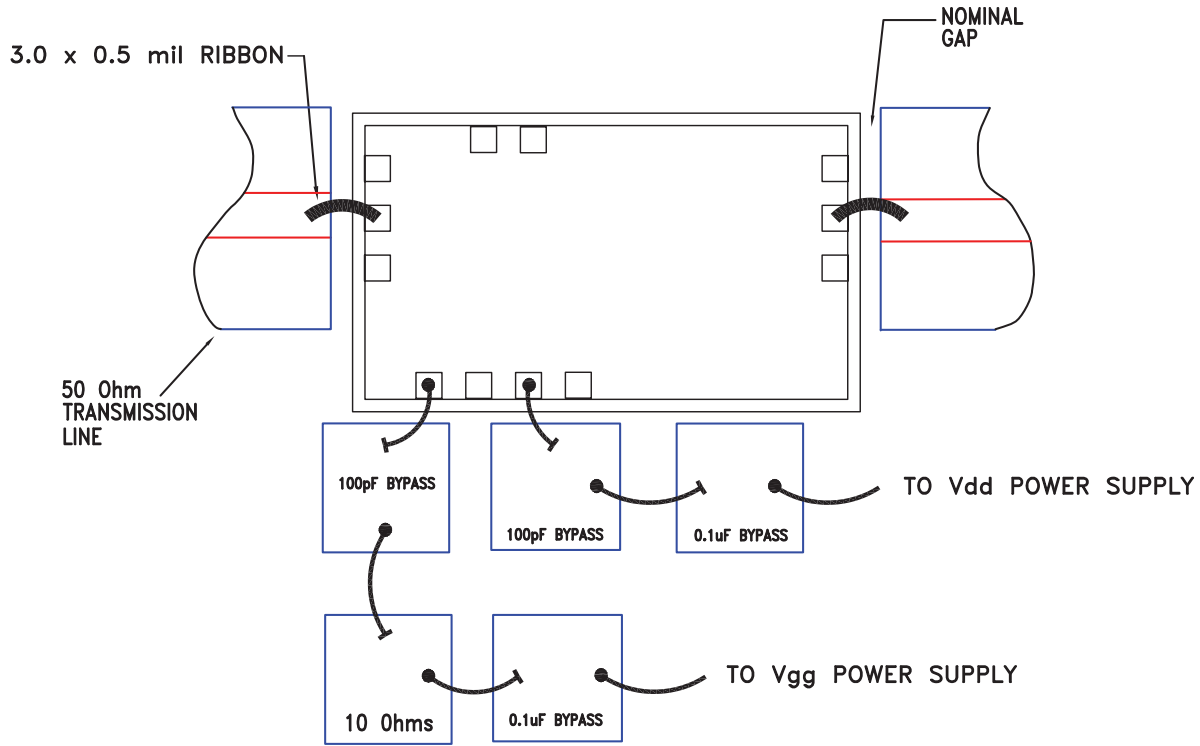 NOMINAL
GAP
3.0 x 0.5 mil RIBBON
50 Ohm
TRANSMISSION
LINE
100pF BYPASS
100pF BYPASS
0.1uF BYPASS
TO Vdd POWER SUPPLY
10 Ohms
0.1uF BYPASS
TO Vgg POWER SUPPLY